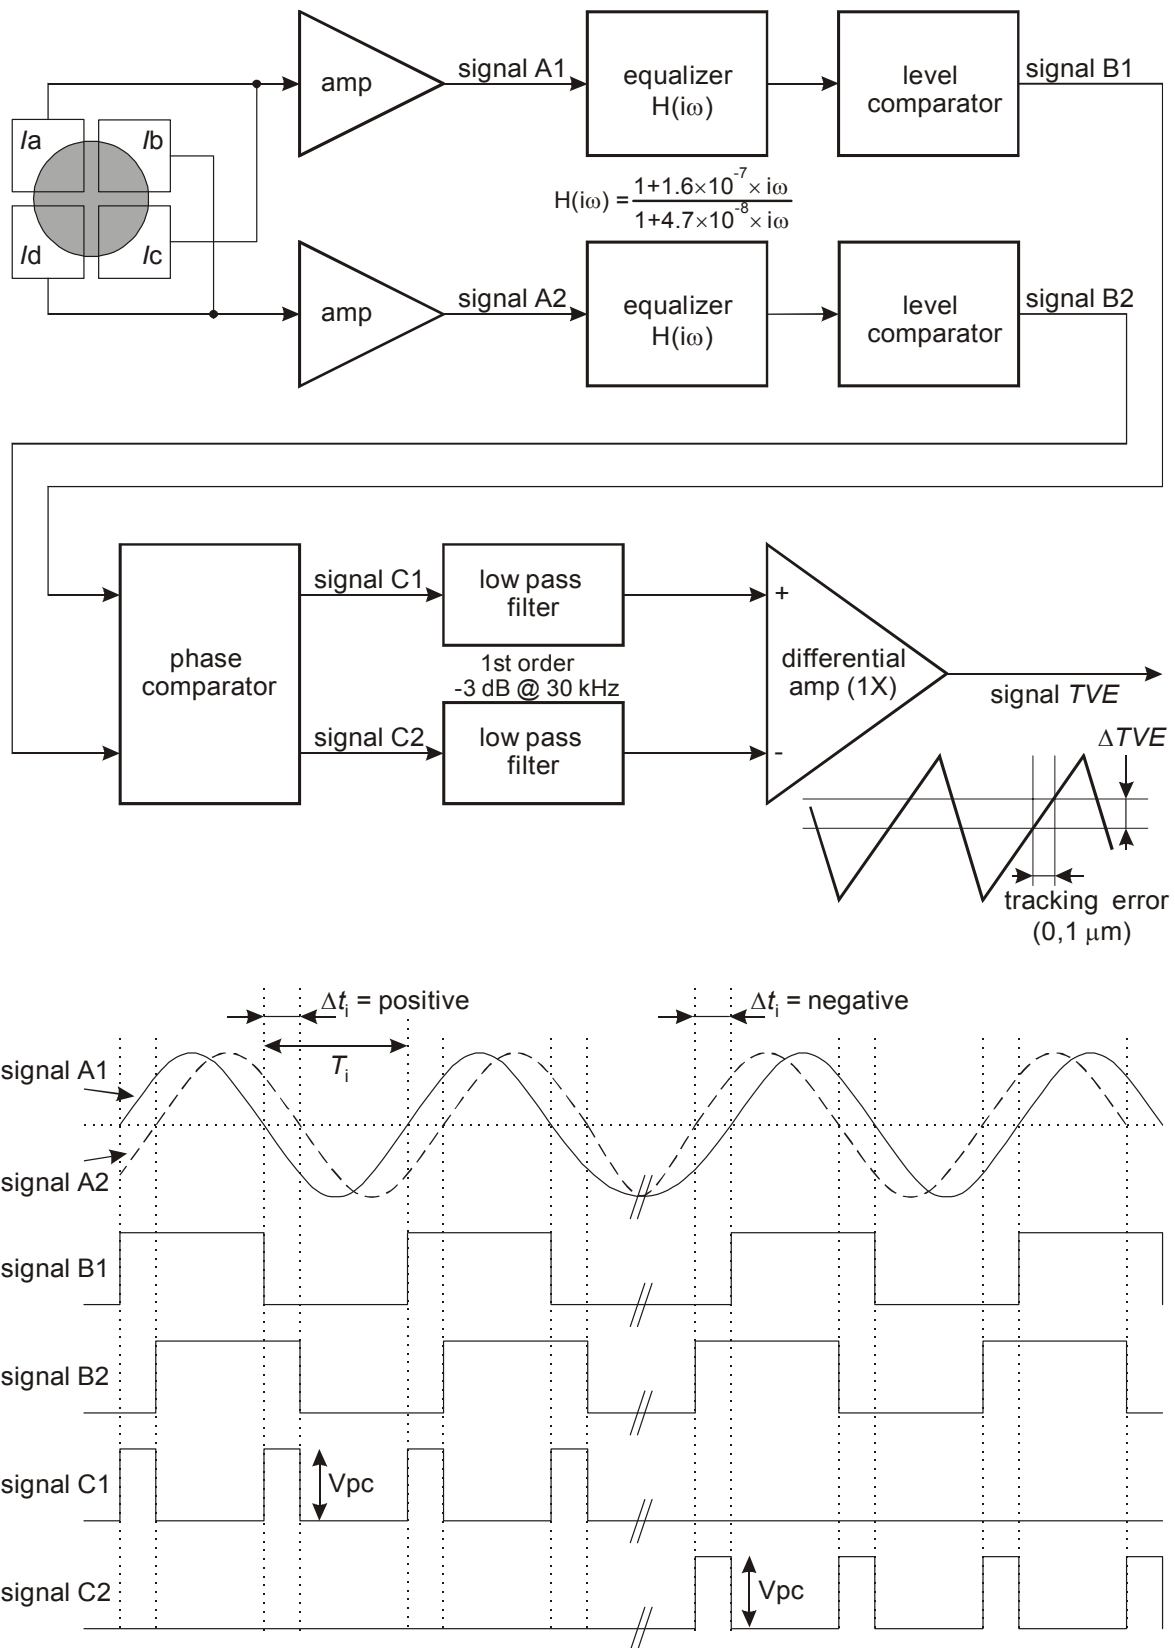 amp
signal A1
equalizer
H(iω)
level
comparator
signal B1
Ia
Ib
Id
Ic
H(iω) = 1+1.6×10⁻⁷× iω
1+4.7×10⁻⁸× iω
amp
signal A2
equalizer
H(iω)
level
comparator
signal B2
phase
comparator
signal C1
low pass
filter
1st order
-3 dB @ 30 kHz
signal C2
low pass
filter
+
differential
amp (1X)
-
signal TVE
ΔTVE
tracking error
(0,1 μm)
Δtᵢ = positive
Δtᵢ = negative
Tᵢ
signal A1
signal A2
signal B1
signal B2
signal C1
Vpc
signal C2
Vpc